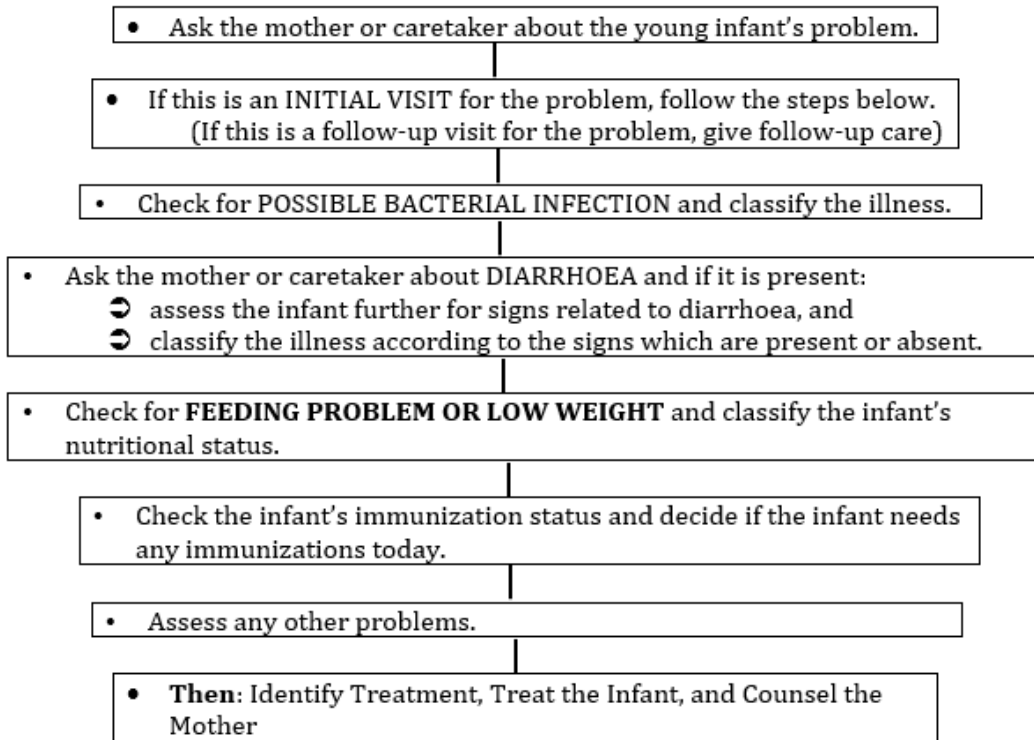 • Ask the mother or caretaker about the young infant's problem.
• If this is an INITIAL VISIT for the problem, follow the steps below.
(If this is a follow-up visit for the problem, give follow-up care)
• Check for POSSIBLE BACTERIAL INFECTION and classify the illness.
• Ask the mother or caretaker about DIARRHOEA and if it is present:
➲ assess the infant further for signs related to diarrhoea, and
➲ classify the illness according to the signs which are present or absent.
• Check for FEEDING PROBLEM OR LOW WEIGHT and classify the infant's
nutritional status.
• Check the infant's immunization status and decide if the infant needs
any immunizations today.
• Assess any other problems.
• Then: Identify Treatment, Treat the Infant, and Counsel the
Mother